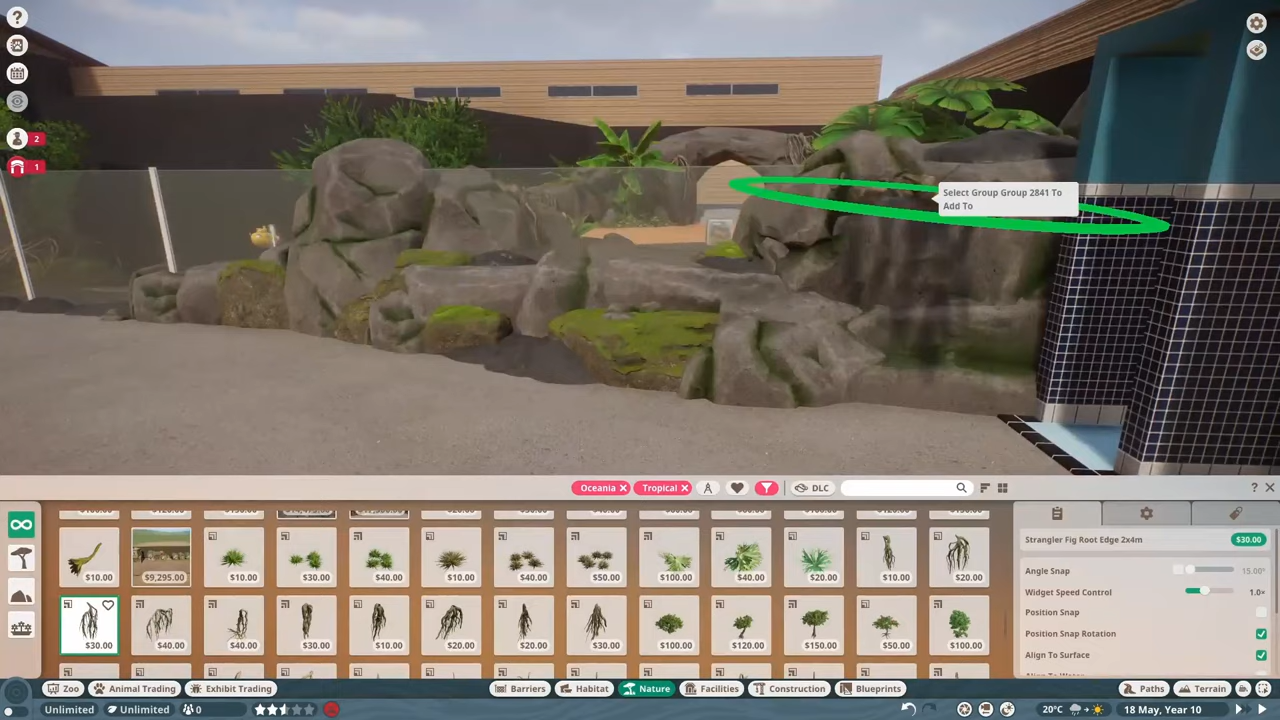 ?
2
1
Select Group Group 2841 To
Add To
Oceania ×
Tropical ×
DLC
? ×
$10.00
$9,295.00
$10.00
$30.00
$40.00
$10.00
$40.00
$50.00
$100.00
$40.00
$20.00
$10.00
$20.00
$30.00
$40.00
$40.00
$30.00
$10.00
$20.00
$20.00
$30.00
$100.00
$120.00
$150.00
$50.00
$100.00
Strangler Fig Root Edge 2x4m
$30.00
Angle Snap
15.00°
Widget Speed Control
1.0×
Position Snap
Position Snap Rotation
Align To Surface
Zoo
Animal Trading
Exhibit Trading
Barriers
Habitat
Nature
Facilities
Construction
Blueprints
Paths
Terrain
Unlimited
Unlimited
0
20°C
18 May, Year 10